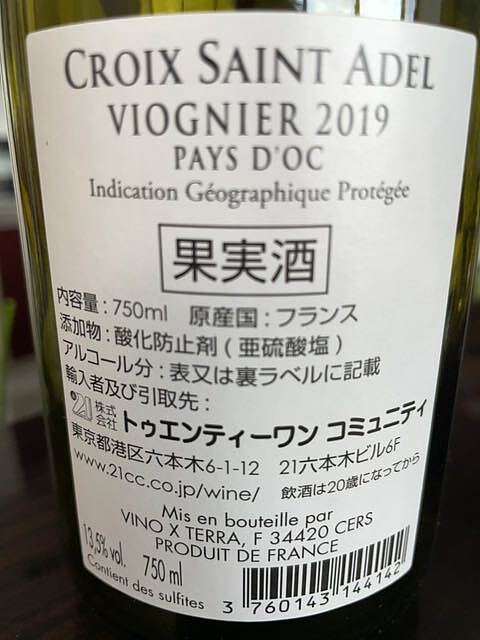 CROIX SAINT ADEL
VIOGNIER 2019
PAYS D'OC
Indication Géographique Protégée
果実酒
内容量：750ml 原産国：フランス
添加物：酸化防止剤（亜硫酸塩）
アルコール分：表又は裏ラベルに記載
輸入者及び引取先：
21 株式会社 トゥエンティーワン コミュニティ
東京都港区六本木6-1-12 21六本木ビル6F
www.21cc.co.jp/wine/ 飲酒は20歳になってから
Mis en bouteille par
VINO X TERRA, F 34420 CERS
PRODUIT DE FRANCE
13,5% vol. 750 ml
Contient des sulfites
3 760143 144142